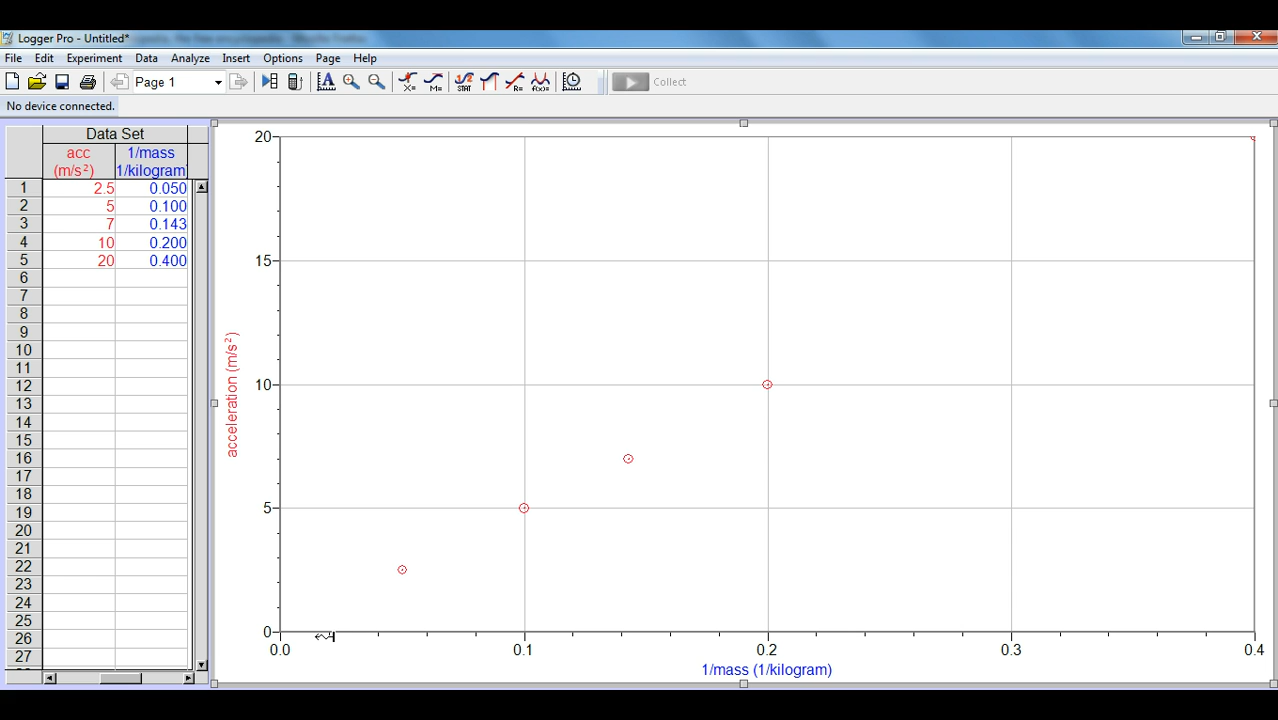 Logger Pro - Untitled*
File Edit Experiment Data Analyze Insert Options Page Help
Page 1 Collect
No device connected.
Data Set
acc 1/mass
(m/s²) 1/kilogram
1 2.5 0.050
2 5 0.100
3 7 0.143
4 10 0.200
5 20 0.400
6
7
8
9
10
11
12
13
14
15
16
17
18
19
20
21
22
23
24
25
26
27
20
15
10
5
0
acceleration (m/s²)
0.0 0.1 0.2 0.3 0.4
1/mass (1/kilogram)